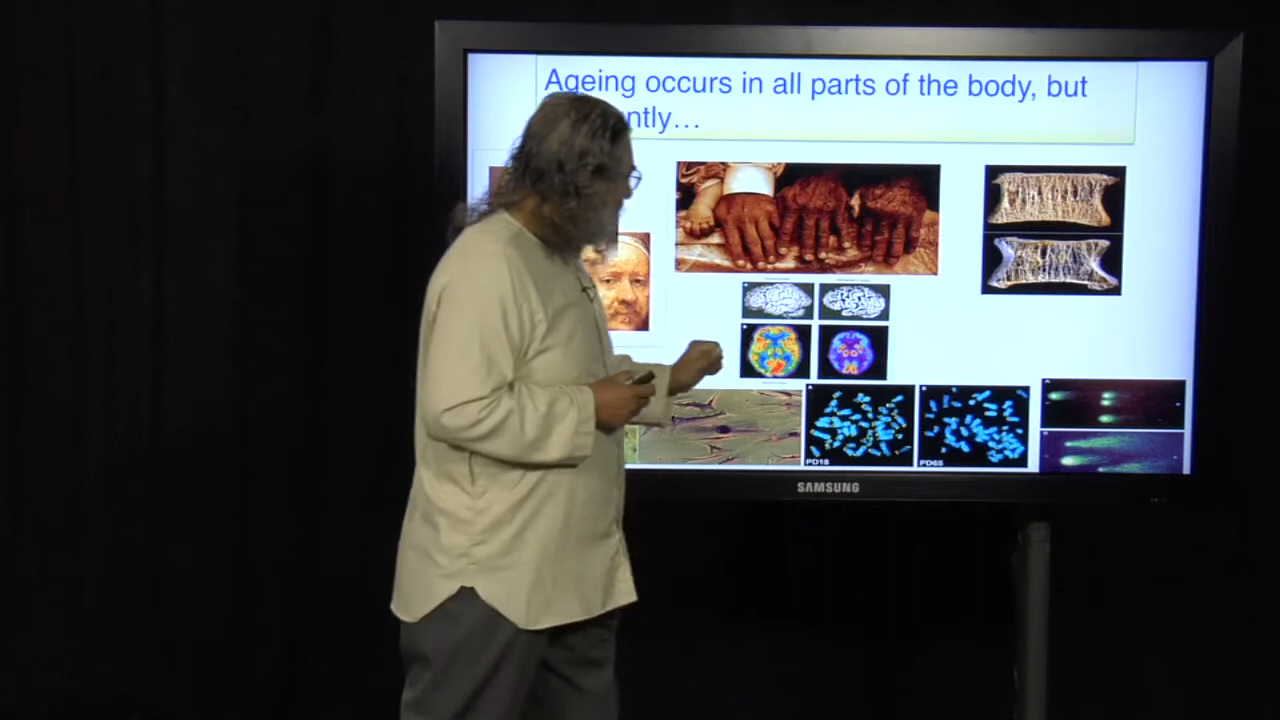 Ageing occurs in all parts of the body, but
ntly…
PD18
PD65
SAMSUNG